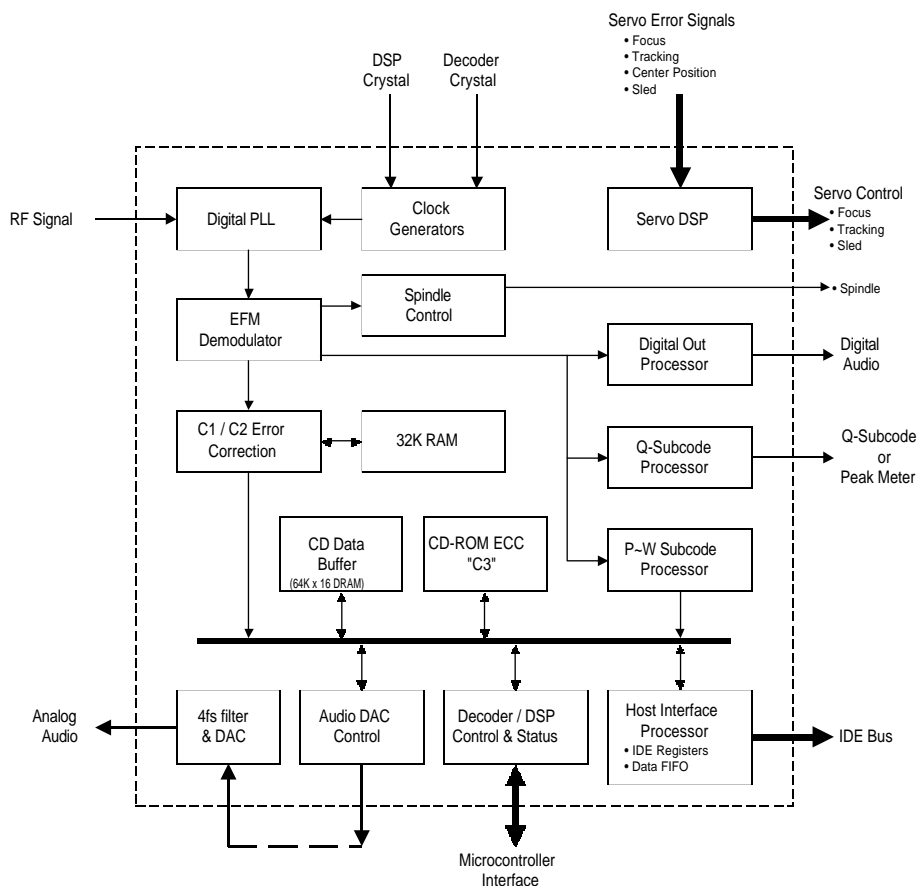 Servo Error Signals
• Focus
• Tracking
• Center Position
• Sled
DSP
Crystal
Decoder
Crystal
RF Signal
Digital PLL
Clock
Generators
Servo DSP
Servo Control
• Focus
• Tracking
• Sled
EFM
Demodulator
Spindle
Control
• Spindle
Digital Out
Processor
Digital
Audio
C1 / C2 Error
Correction
32K RAM
Q-Subcode
Processor
Q-Subcode
or
Peak Meter
CD Data
Buffer
(64K x 16 DRAM)
CD-ROM ECC
"C3"
P~W Subcode
Processor
Analog
Audio
4fs filter
& DAC
Audio DAC
Control
Decoder / DSP
Control & Status
Host Interface
Processor
• IDE Registers
• Data FIFO
IDE Bus
Microcontroller
Interface